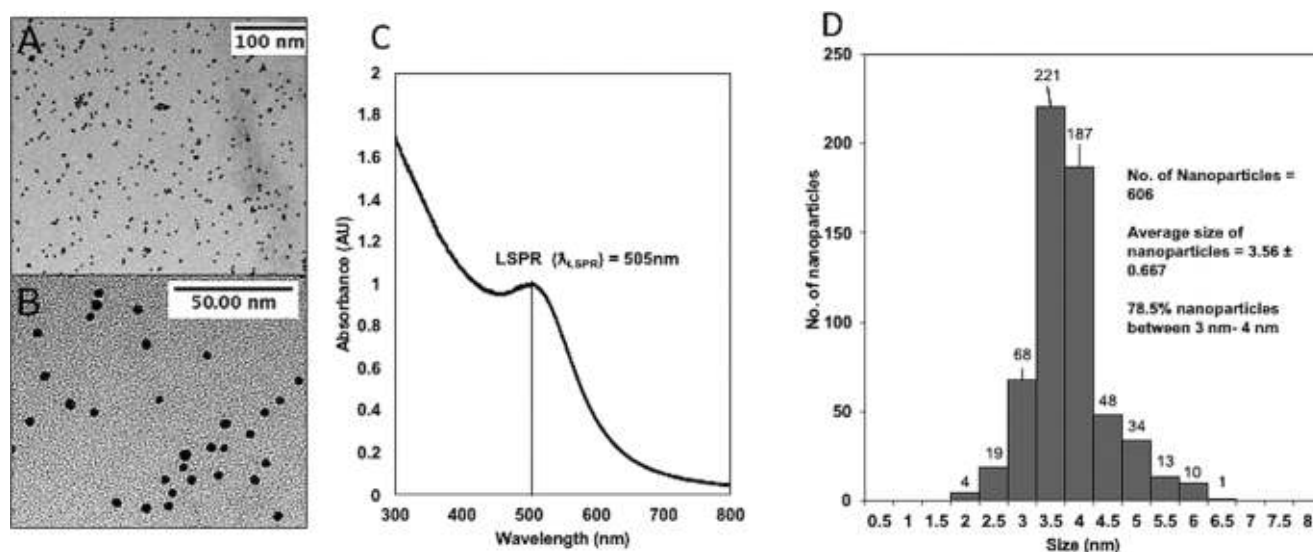 A
100 nm
B
50.00 nm
C
2
1.8
1.6
1.4
1.2
1
0.8
0.6
0.4
0.2
0
Absorbance (AU)
LSPR (λLSPR) = 505nm
300 400 500 600 700 800
Wavelength (nm)
D
250
200
150
100
50
0
No. of nanoparticles
4
19
68
221
187
48
34
13
10
1
No. of Nanoparticles =
606
Average size of
nanoparticles = 3.56 ±
0.667
78.5% nanoparticles
between 3 nm- 4 nm
0.5 1 1.5 2 2.5 3 3.5 4 4.5 5 5.5 6 6.5 7 7.5 8
Size (nm)